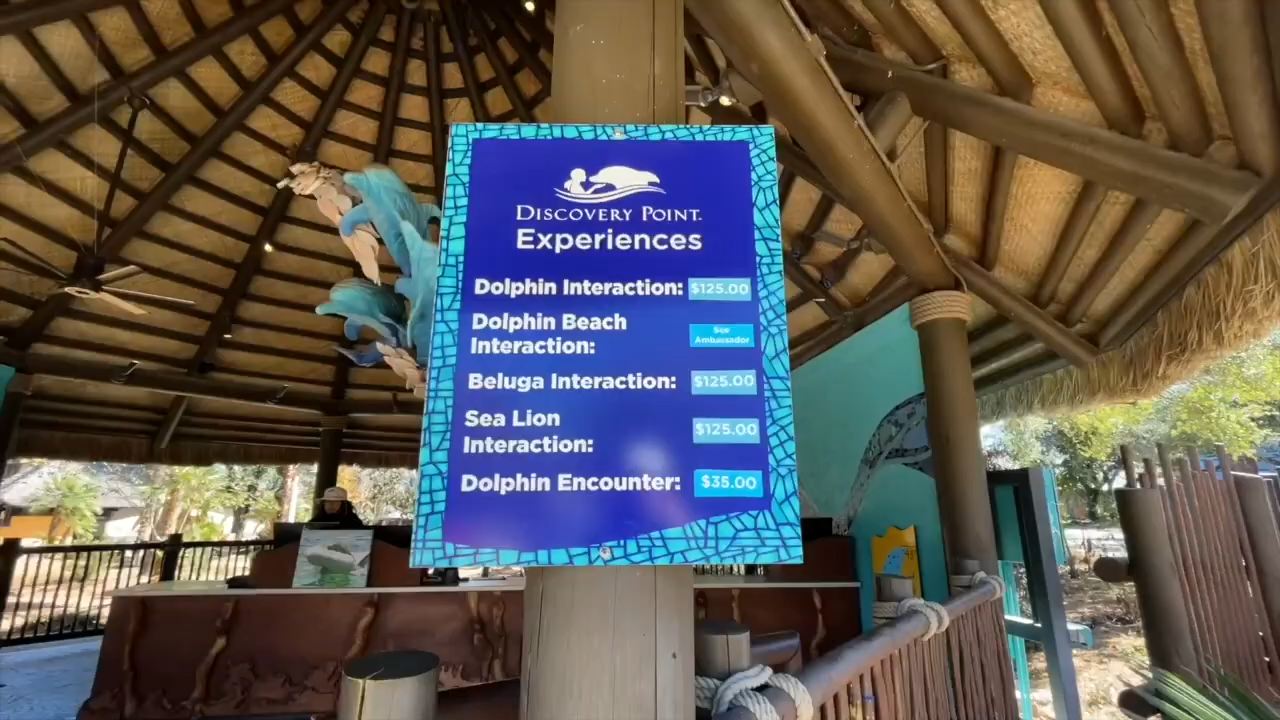 DISCOVERY POINT.
Experiences
Dolphin Interaction: $125.00
Dolphin Beach
Interaction:
See
Ambassador
Beluga Interaction: $125.00
Sea Lion
Interaction:
$125.00
Dolphin Encounter: $35.00